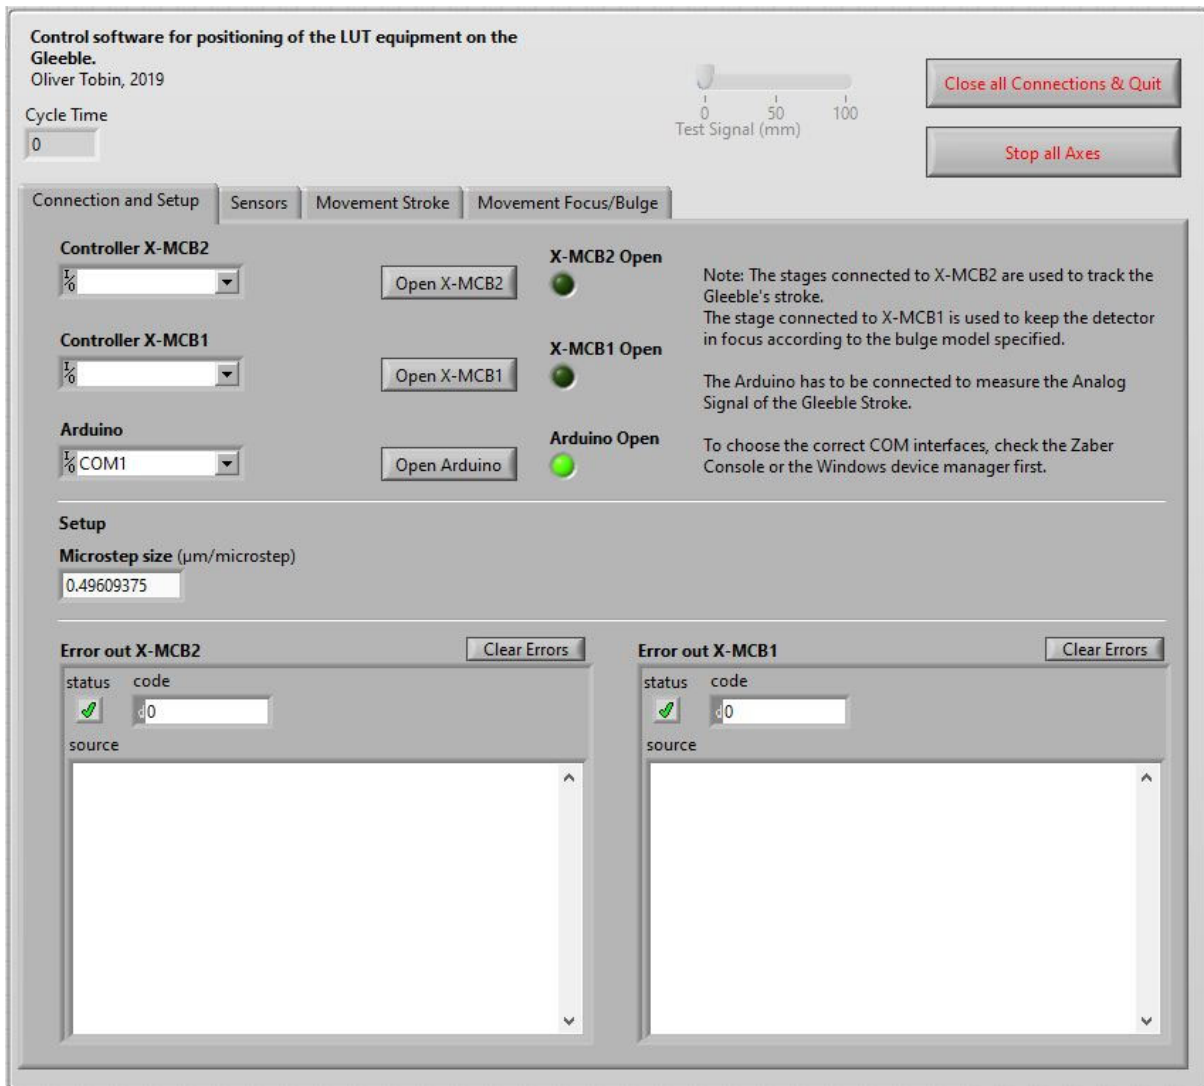 Control software for positioning of the LUT equipment on the
Gleeble.
Oliver Tobin, 2019
Close all Connections & Quit
0 50 100
Test Signal (mm)
Cycle Time
0
Stop all Axes
Connection and Setup Sensors Movement Stroke Movement Focus/Bulge
Controller X-MCB2
Open X-MCB2
X-MCB2 Open
Controller X-MCB1
Open X-MCB1
X-MCB1 Open
Arduino
COM1
Open Arduino
Arduino Open
Note: The stages connected to X-MCB2 are used to track the
Gleeble's stroke.
The stage connected to X-MCB1 is used to keep the detector
in focus according to the bulge model specified.
The Arduino has to be connected to measure the Analog
Signal of the Gleeble Stroke.
To choose the correct COM interfaces, check the Zaber
Console or the Windows device manager first.
Setup
Microstep size (µm/microstep)
0.49609375
Error out X-MCB2
Clear Errors
status code
d0
source
Error out X-MCB1
Clear Errors
status code
d0
source